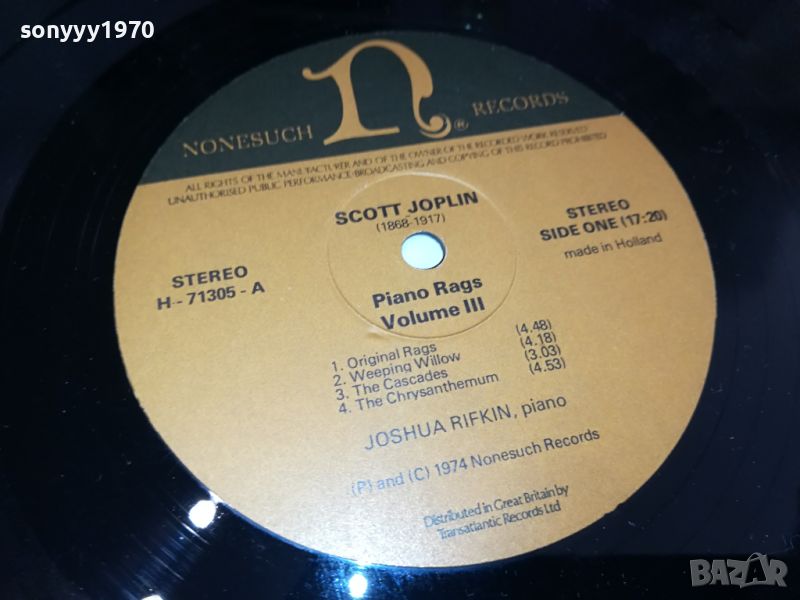 sonyyy1970
NONESUCH n® RECORDS
ALL RIGHTS OF THE MANUFACTURER AND OF THE OWNER OF THE RECORDED WORK RESERVED
UNAUTHORISED PUBLIC PERFORMANCE·BROADCASTING AND COPYING OF THIS RECORD PROHIBITED
SCOTT JOPLIN
(1868-1917)
STEREO
SIDE ONE (17:20)
made in Holland
STEREO
H-71305-A
Piano Rags
Volume III
1. Original Rags (4.48)
2. Weeping Willow (4.18)
3. The Cascades (3.03)
4. The Chrysanthemum (4.53)
JOSHUA RIFKIN, piano
(P) and (C) 1974 Nonesuch Records
Distributed in Great Britain by
Transatlantic Records Ltd
BAZAR